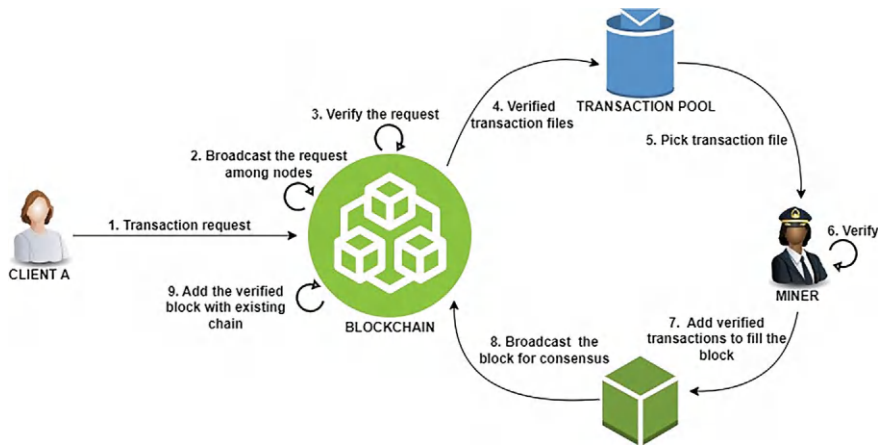 3. Verify the request
2. Broadcast the request
among nodes
1. Transaction request
CLIENT A
9. Add the verified
block with existing
chain
BLOCKCHAIN
4. Verified
transaction files
TRANSACTION POOL
5. Pick transaction file
6. Verify
MINER
7. Add verified
transactions to fill the
block
8. Broadcast the
block for consensus